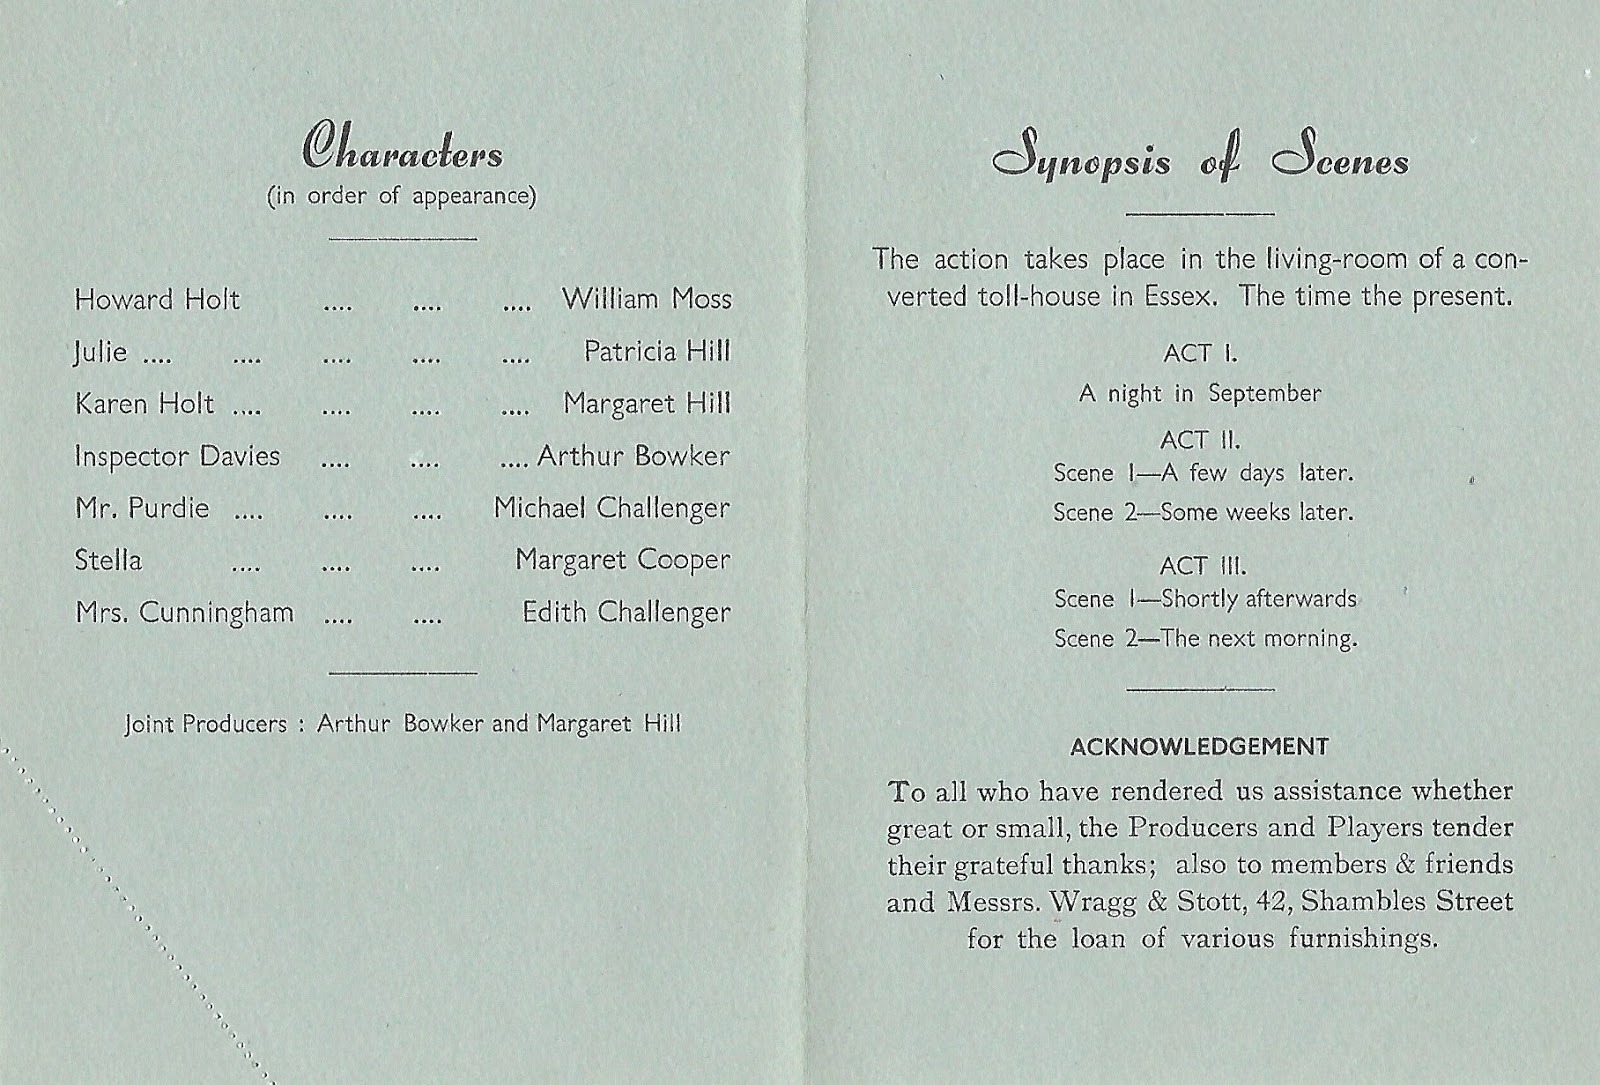 Characters
(in order of appearance)
Howard Holt .... .... .... William Moss
Julie .... .... .... .... .... Patricia Hill
Karen Holt .... .... .... .... Margaret Hill
Inspector Davies .... .... .... Arthur Bowker
Mr. Purdie .... .... .... Michael Challenger
Stella .... .... .... Margaret Cooper
Mrs. Cunningham .... .... Edith Challenger
Joint Producers : Arthur Bowker and Margaret Hill
Synopsis of Scenes
The action takes place in the living-room of a con-
verted toll-house in Essex. The time the present.
ACT I.
A night in September
ACT II.
Scene 1—A few days later.
Scene 2—Some weeks later.
ACT III.
Scene 1—Shortly afterwards
Scene 2—The next morning.
ACKNOWLEDGEMENT
To all who have rendered us assistance whether
great or small, the Producers and Players tender
their grateful thanks; also to members & friends
and Messrs. Wragg & Stott, 42, Shambles Street
for the loan of various furnishings.